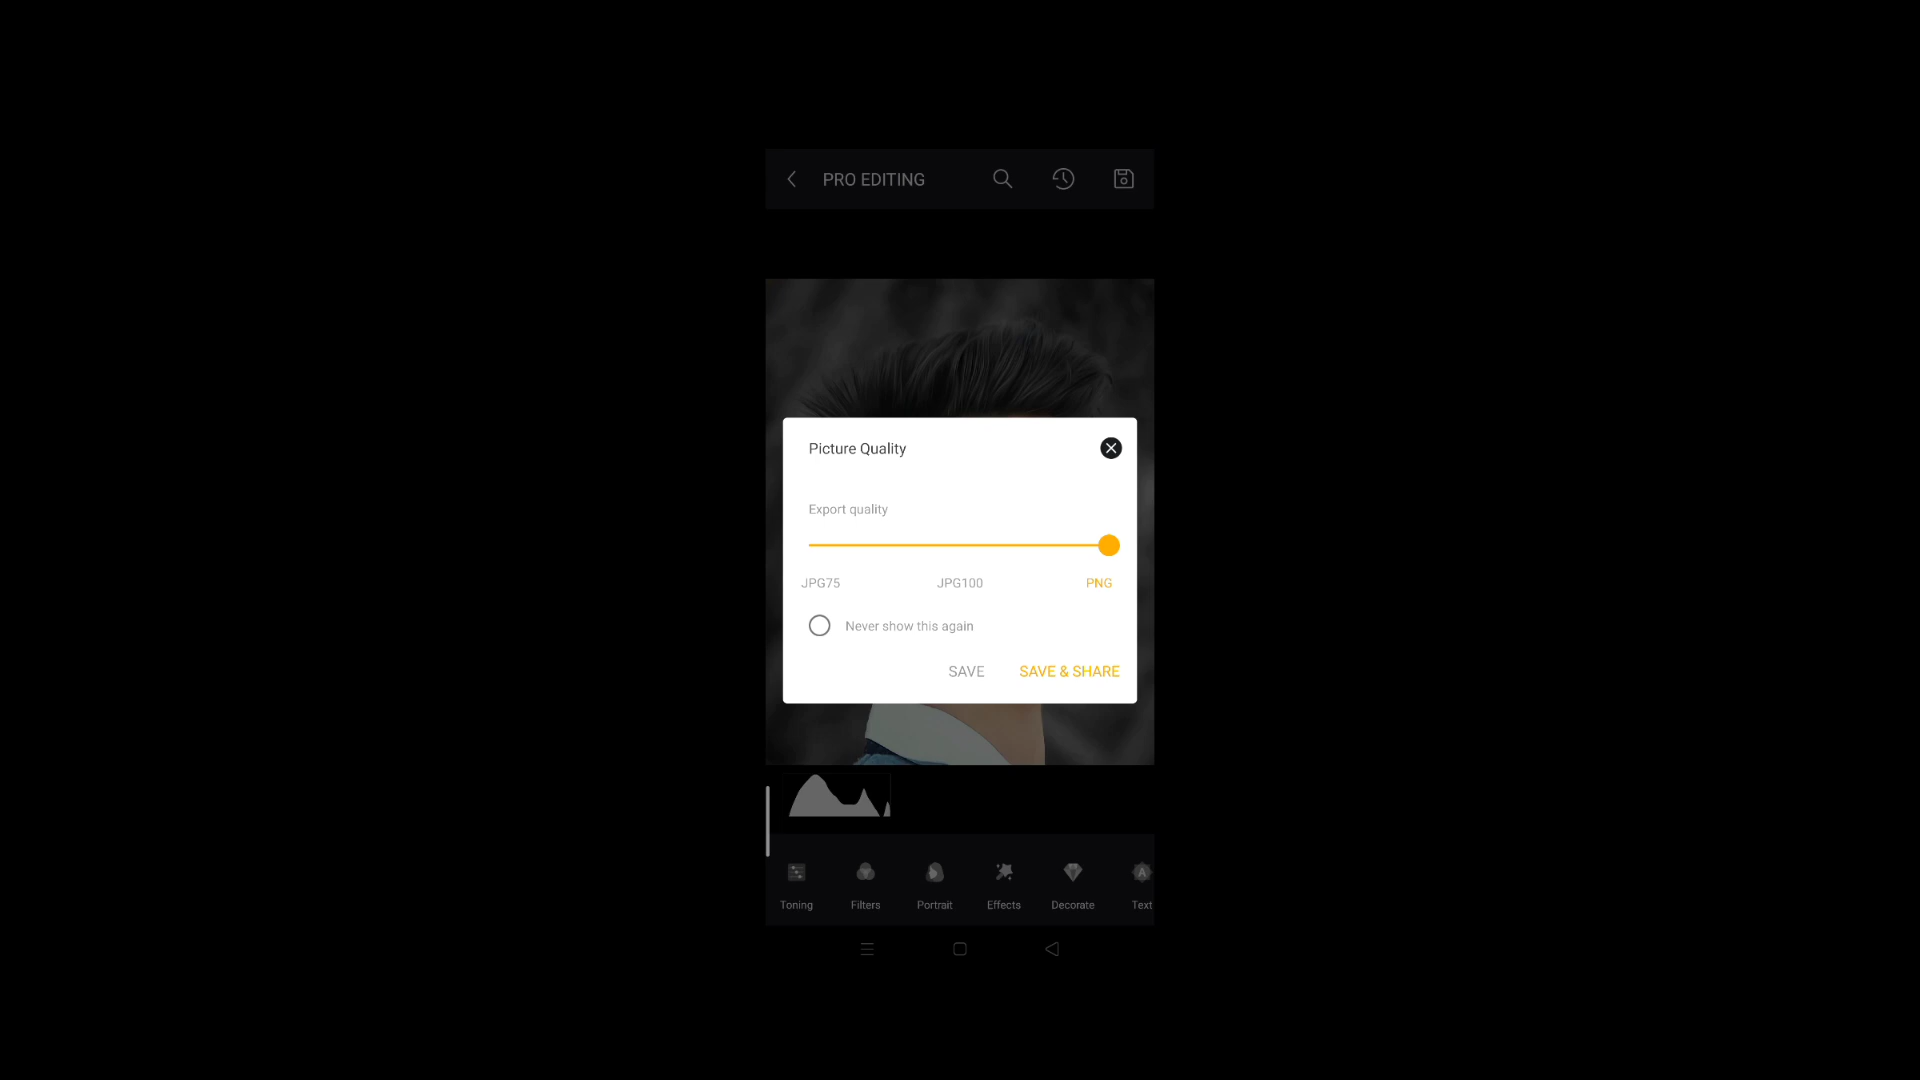 PRO EDITING
Picture Quality
Export quality
JPG75 JPG100 PNG
Never show this again
SAVE SAVE & SHARE
Toning Filters Portrait Effects Decorate Text